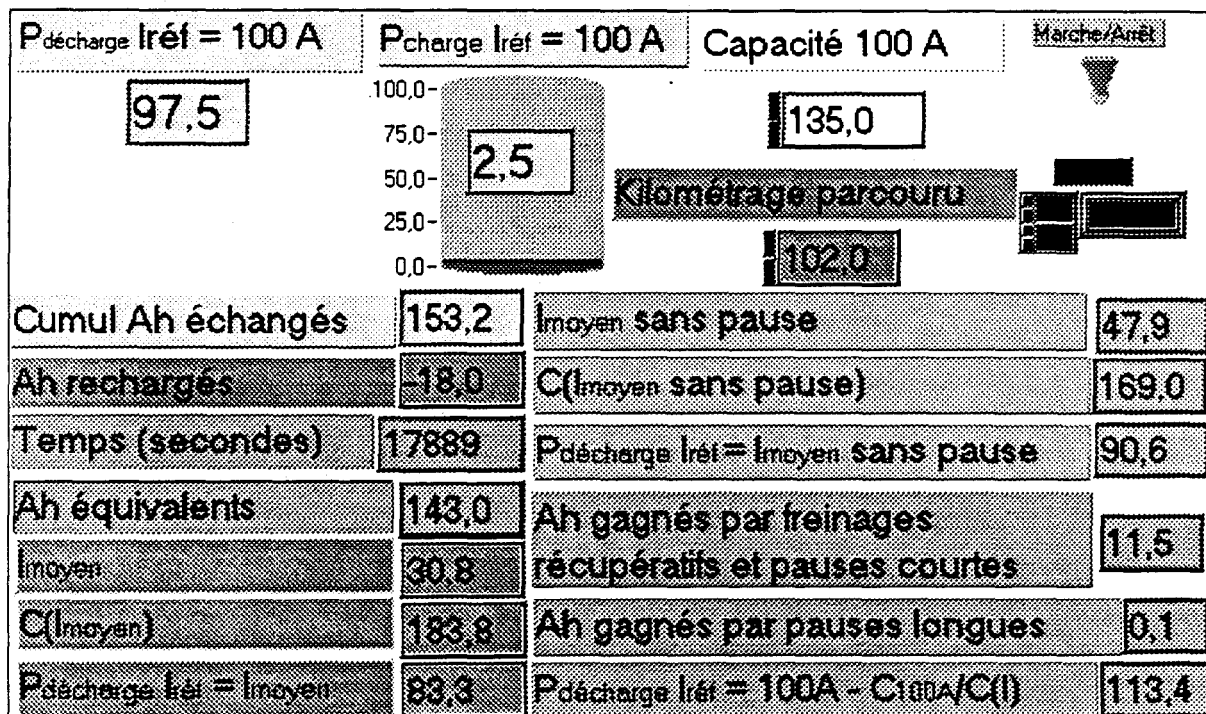 Pdécharge Iréf = 100 A
97,5
Pcharge Iréf = 100 A
100,0
75,0
50,0
25,0
0,0
2,5
Capacité 100 A
135,0
Marche/Arrêt
Kilométrage parcouru
102,0
Cumul Ah échangés 153,2
Imoyen sans pause 47,9
Ah rechargés -18,0
C(Imoyen sans pause) 169,0
Temps (secondes) 17889
Pdécharge Iréf = Imoyen sans pause 90,6
Ah équivalents 143,0
Ah gagnés par freinages
récupératifs et pauses courtes 11,5
Imoyen 30,8
C(Imoyen) 183,8
Ah gagnés par pauses longues 0,1
Pdécharge Iréf = Imoyen 83,3
Pdécharge Iréf = 100A - C100A/C(I) 113,4